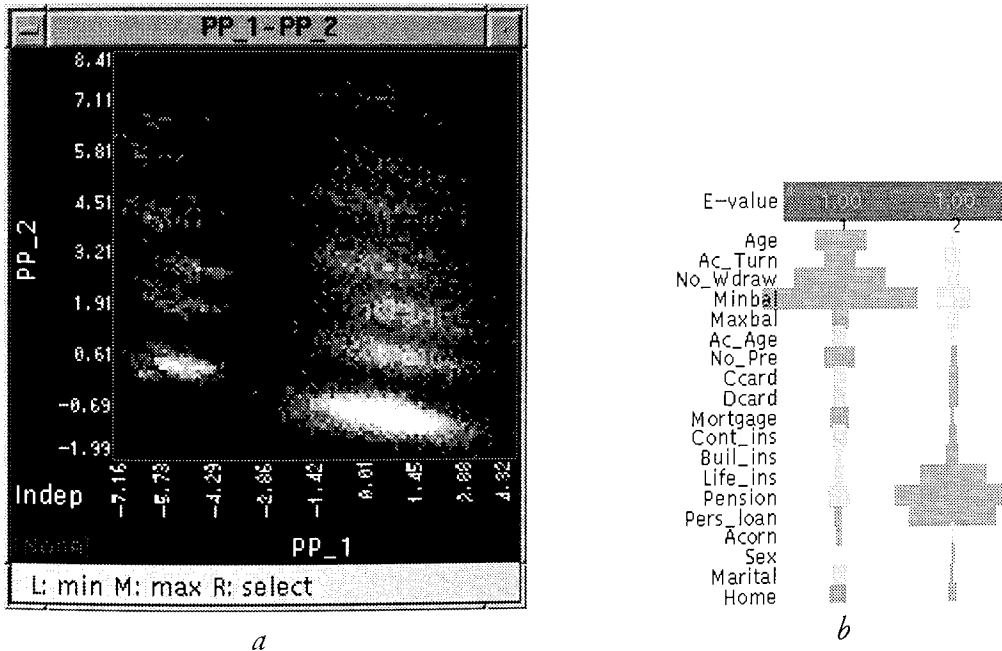 PP_1-PP_2
8.41
7.11
5.81
4.51
3.21
1.91
0.61
-0.69
-1.99
PP_2
-7.16
-5.73
-4.29
-2.86
-1.42
0.01
1.45
2.88
4.32
Indep
[None]
PP_1
L: min M: max R: select
a
E-value 1.00 1.00
1 2
Age
Ac_Turn
No_Wdraw
Minbal
Maxbal
Ac_Age
No_Pre
Ccard
Dcard
Mortgage
Cont_ins
Buil_ins
Life_ins
Pension
Pers_loan
Acorn
Sex
Marital
Home
b